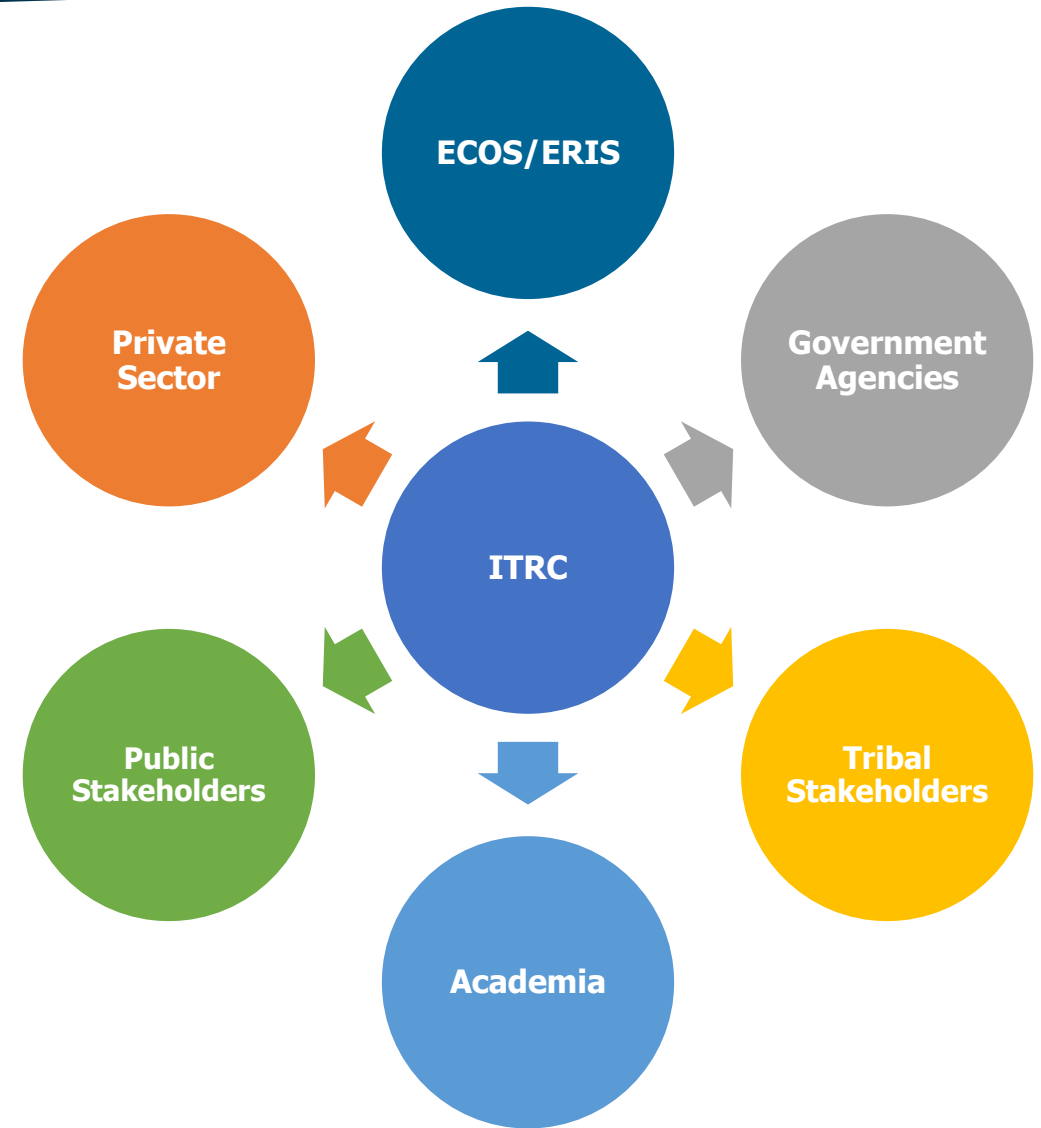 ECOS/ERIS
Private
Sector
Government
Agencies
ITRC
Public
Stakeholders
Tribal
Stakeholders
Academia